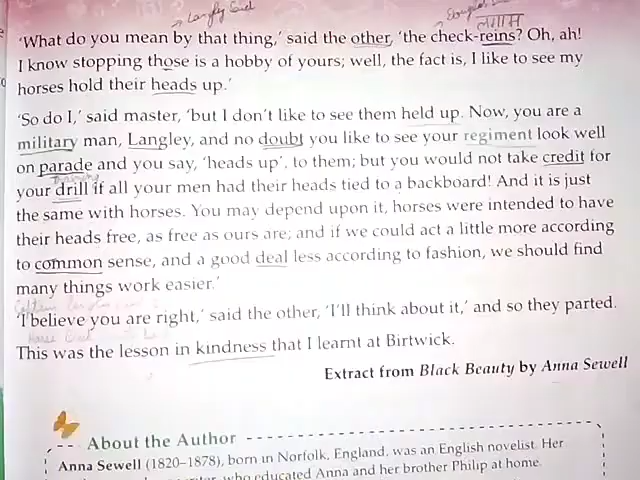 लगाम
'What do you mean by that thing,' said the other, 'the check-reins? Oh, ah!
I know stopping those is a hobby of yours; well, the fact is, I like to see my
horses hold their heads up.'
'So do I,' said master, 'but I don't like to see them held up. Now, you are a
military man, Langley, and no doubt you like to see your regiment look well
on parade and you say, 'heads up', to them; but you would not take credit for
your drill if all your men had their heads tied to a backboard! And it is just
the same with horses. You may depend upon it, horses were intended to have
their heads free, as free as ours are; and if we could act a little more according
to common sense, and a good deal less according to fashion, we should find
many things work easier.'
'I believe you are right,' said the other, 'I'll think about it,' and so they parted.
This was the lesson in kindness that I learnt at Birtwick.
Extract from Black Beauty by Anna Sewell
About the Author
Anna Sewell (1820–1878), born in Norfolk, England, was an English novelist. Her
who educated Anna and her brother Philip at home.